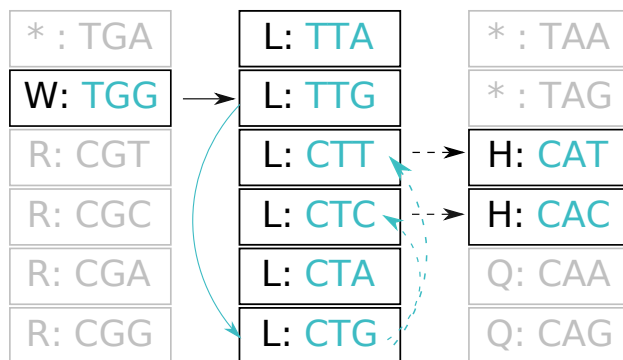 * : TGA
W: TGG
R: CGT
R: CGC
R: CGA
R: CGG
L: TTA
L: TTG
L: CTT
L: CTC
L: CTA
L: CTG
* : TAA
* : TAG
H: CAT
H: CAC
Q: CAA
Q: CAG